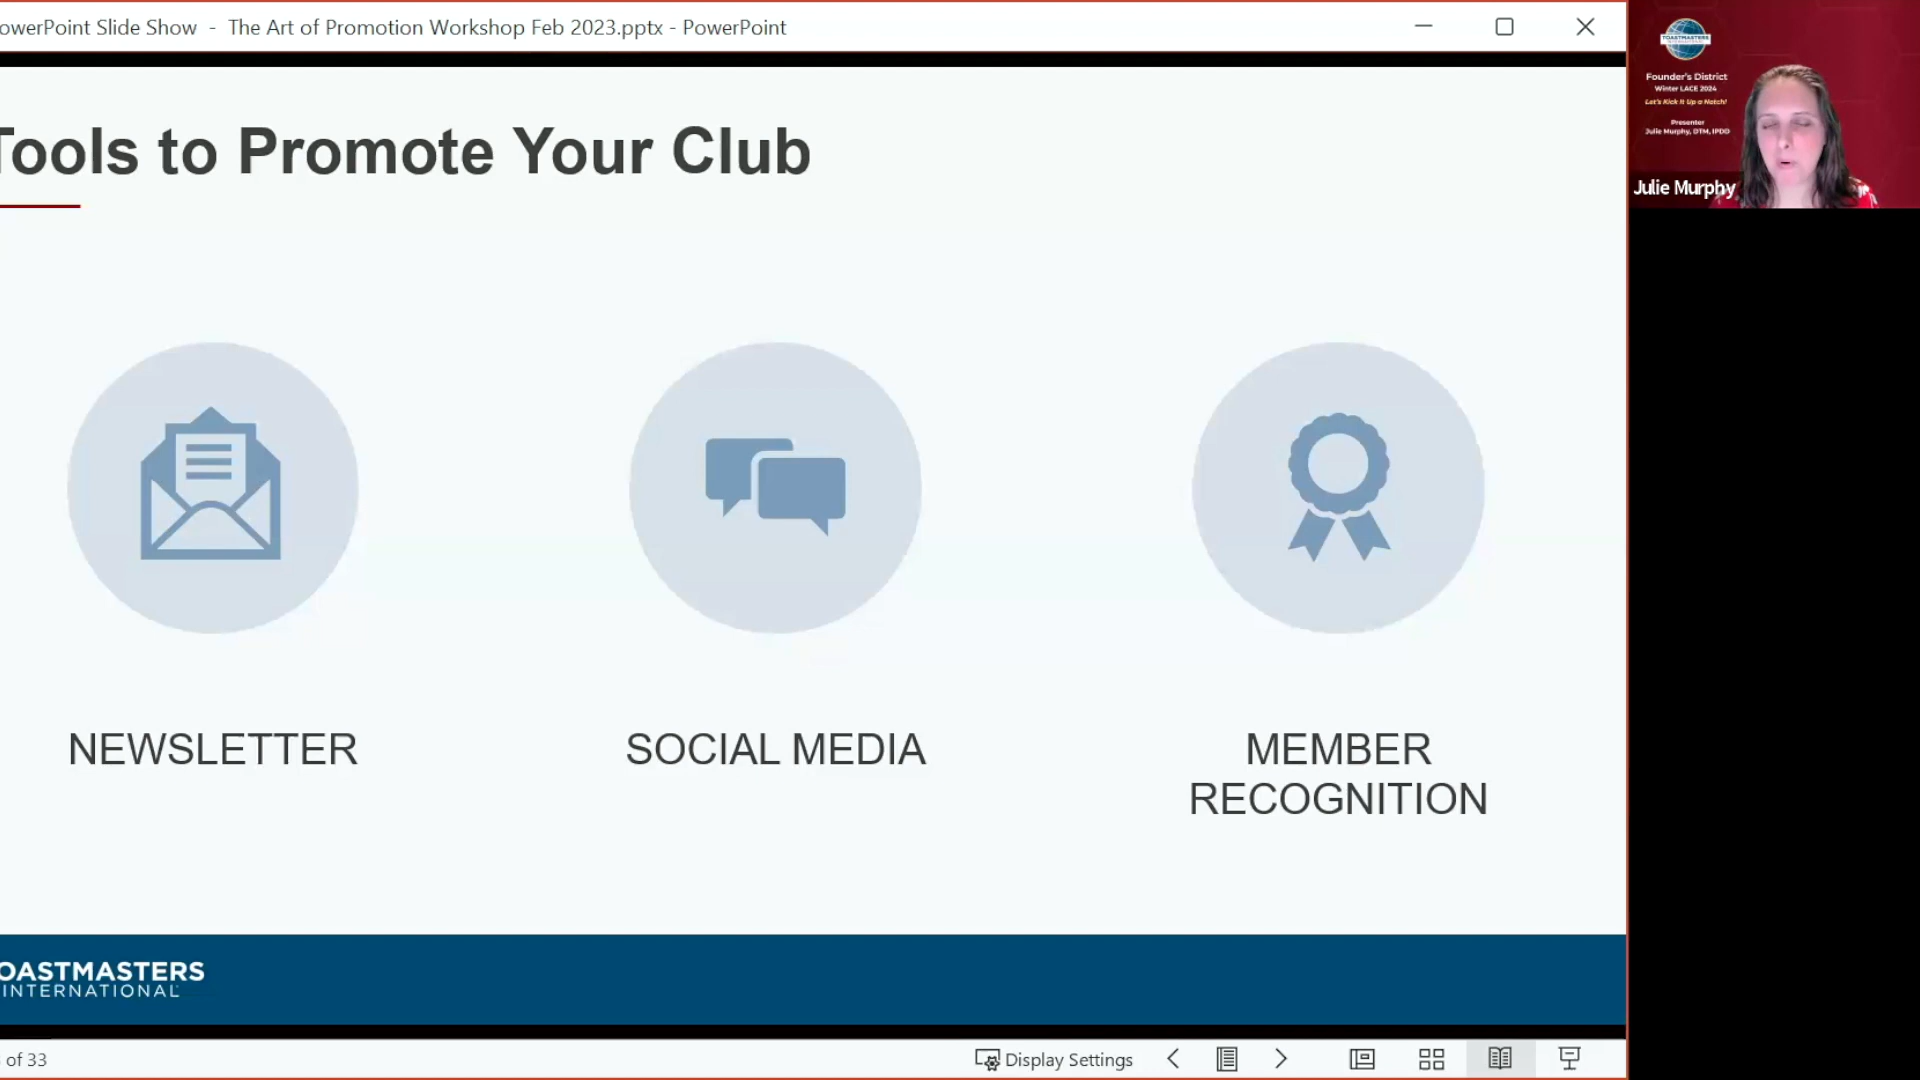 owerPoint Slide Show - The Art of Promotion Workshop Feb 2023.pptx - PowerPoint
Tools to Promote Your Club
NEWSLETTER
SOCIAL MEDIA
MEMBER
RECOGNITION
OASTMASTERS
INTERNATIONAL
of 33
Display Settings
TOASTMASTERS
Founder's District
Winter LACE 2024
Let's Kick It Up a Notch!
Presenter
Julie Murphy, DTM, IPDD
Julie Murphy